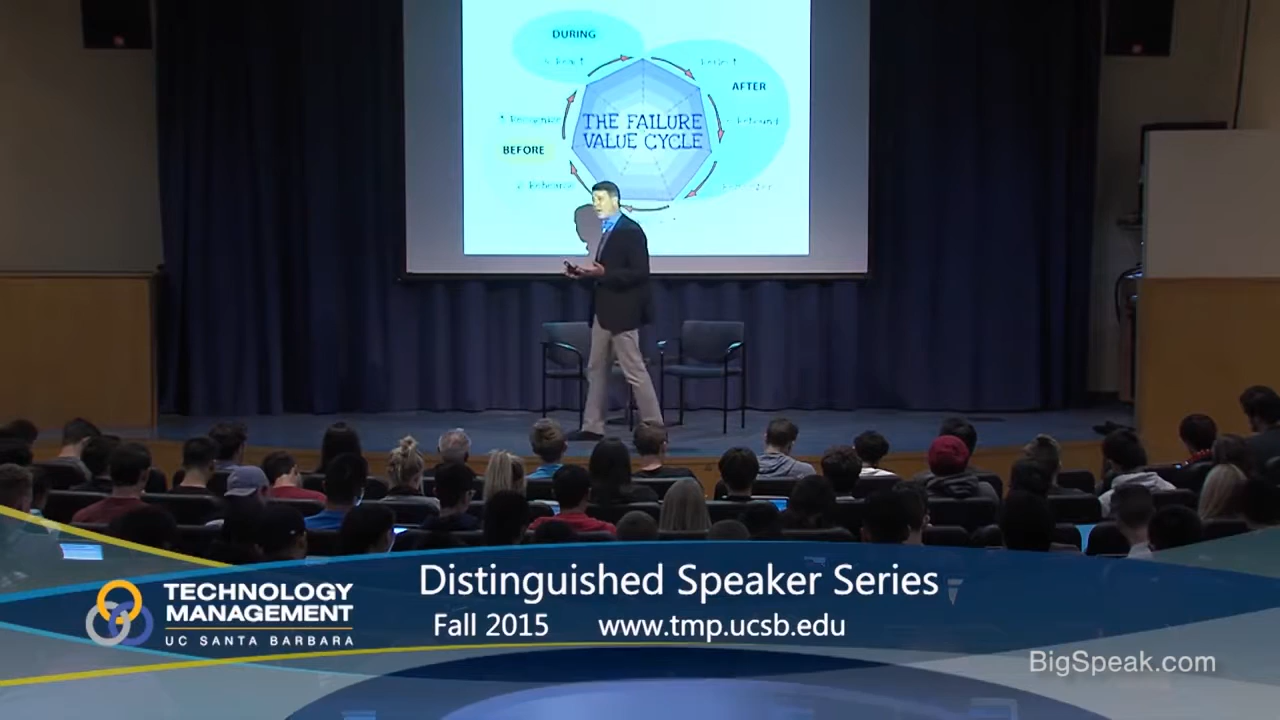 DURING
AFTER
THE FAILURE
VALUE CYCLE
BEFORE
TECHNOLOGY
MANAGEMENT
UC SANTA BARBARA
Distinguished Speaker Series
Fall 2015 www.tmp.ucsb.edu
BigSpeak.com